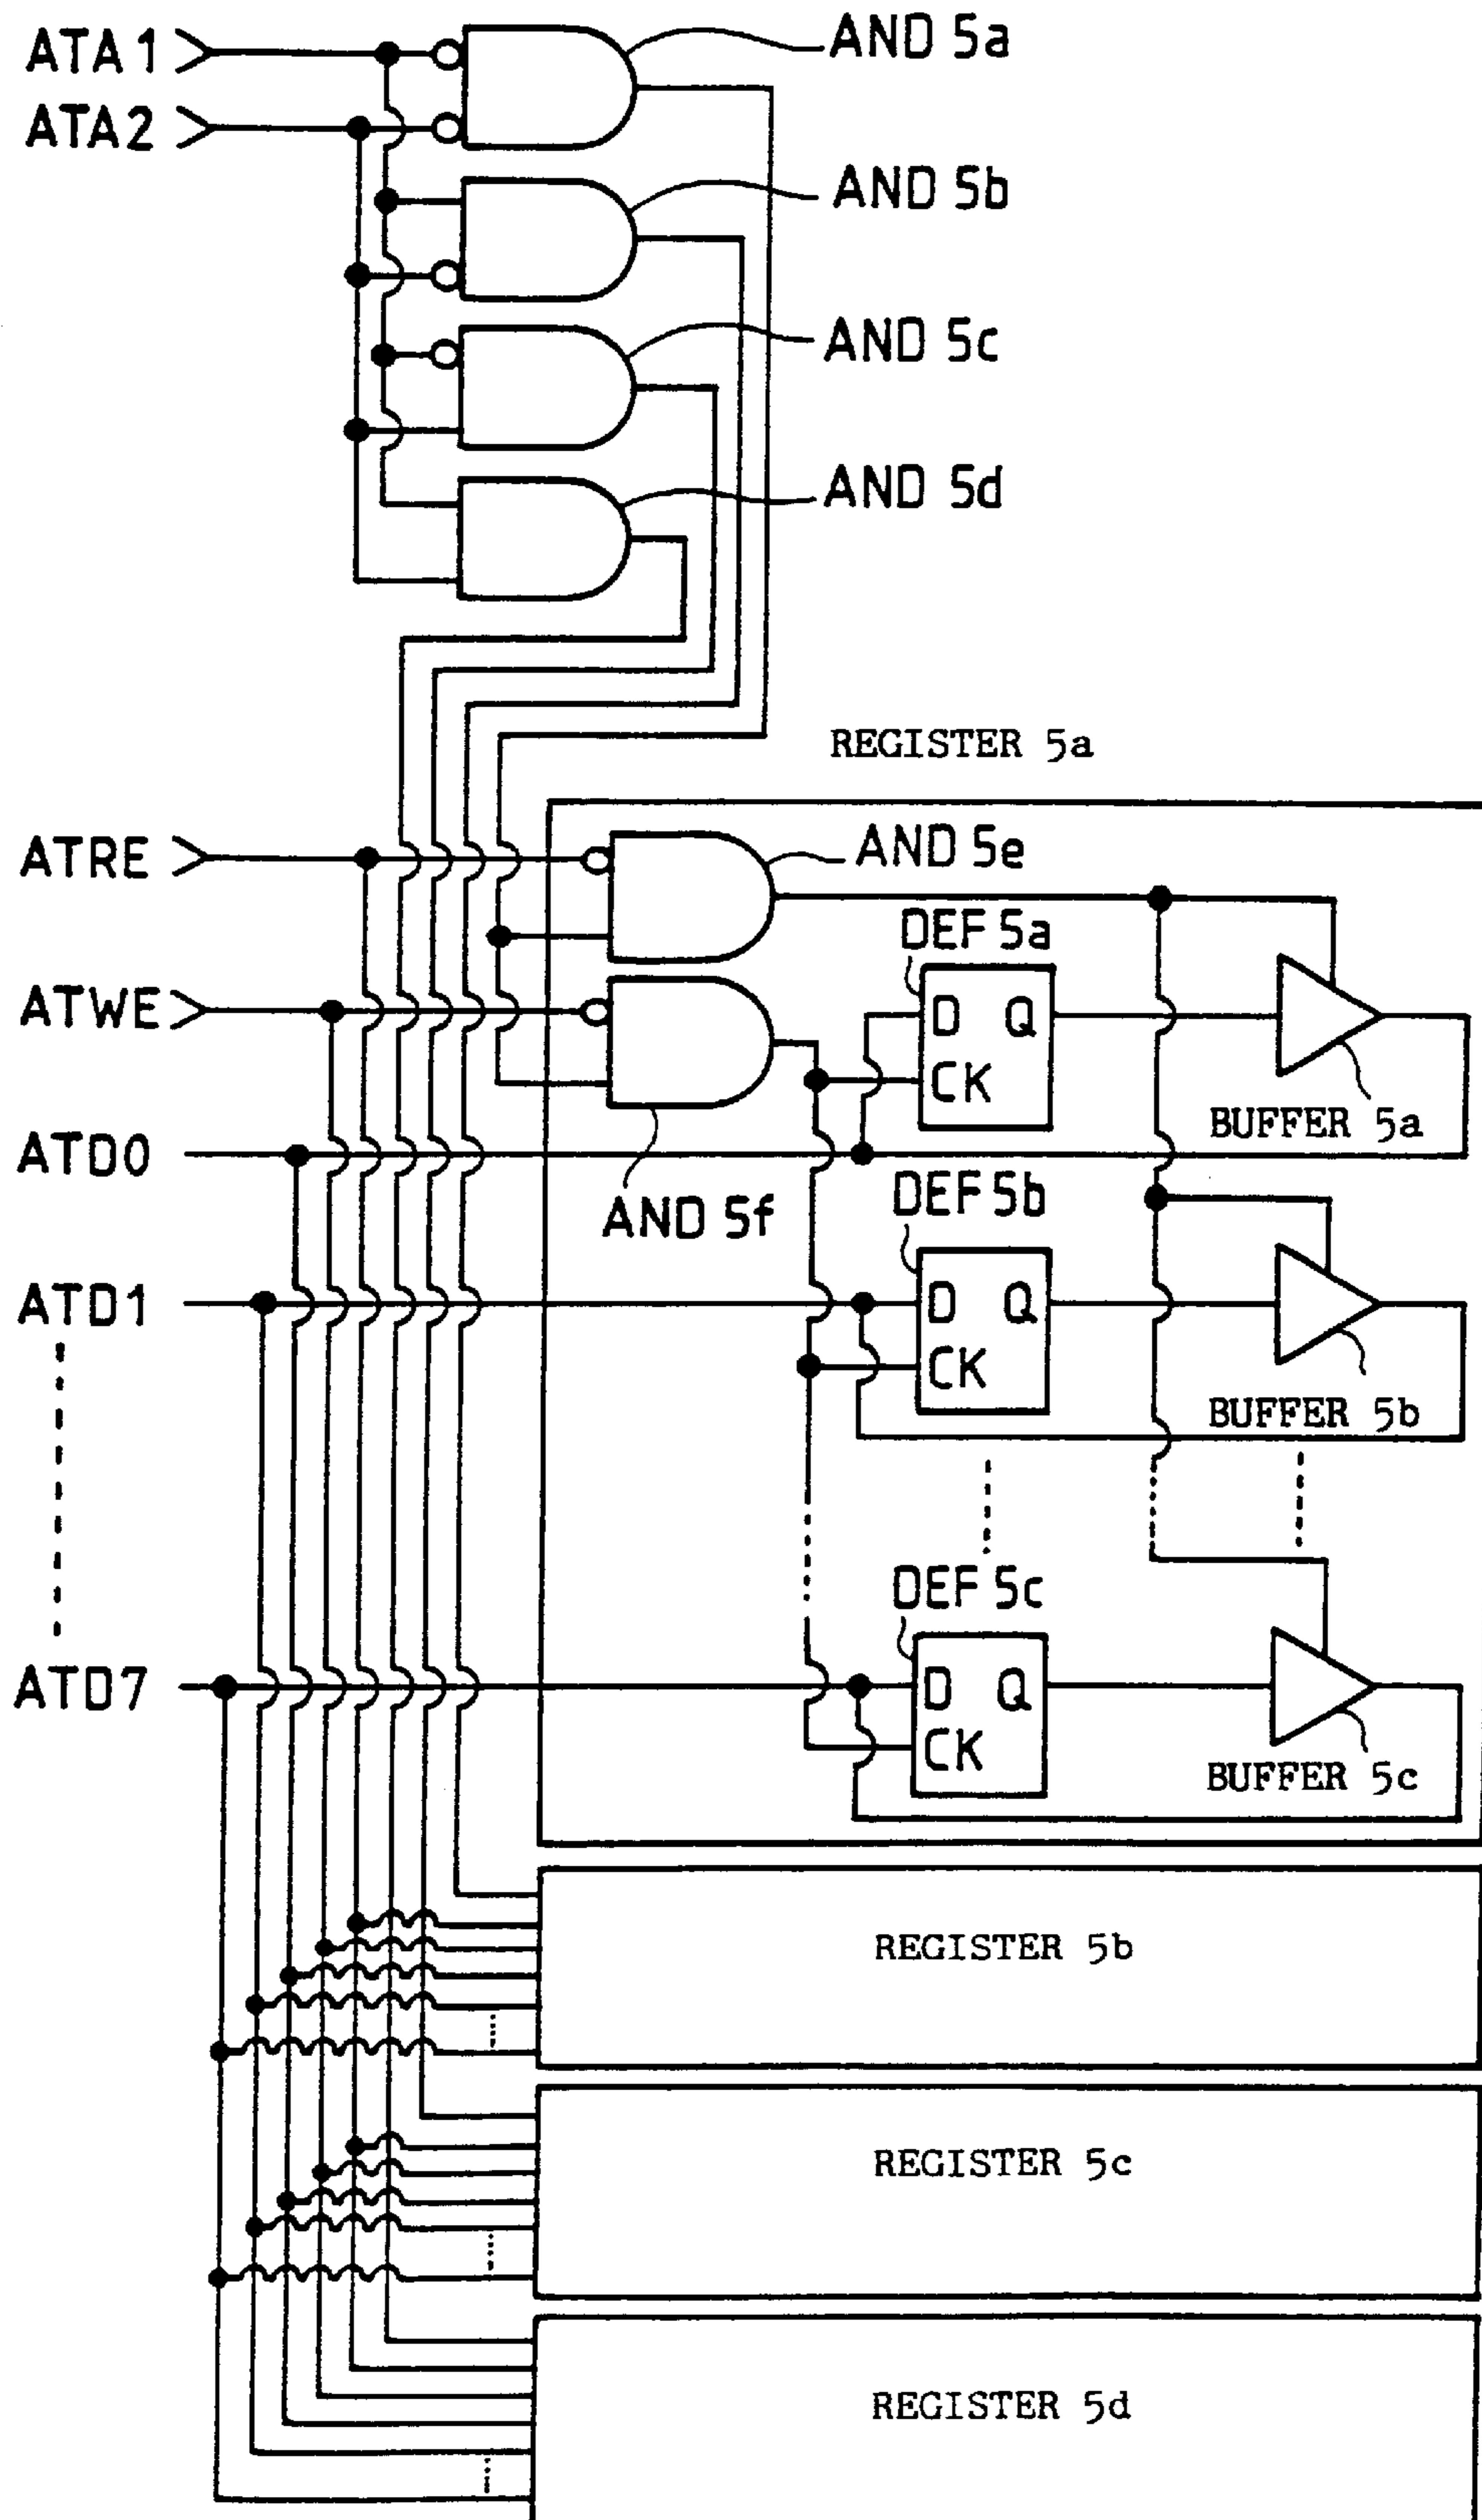 ATA1
AND 5a
ATA2
AND 5b
AND 5c
AND 5d
REGISTER 5a
ATRE
AND 5e
DEF 5a
ATWE
D Q
CK
BUFFER 5a
ATD0
DEF 5b
AND 5f
ATD1
D Q
CK
BUFFER 5b
DEF 5c
ATD7
D Q
CK
BUFFER 5c
REGISTER 5b
REGISTER 5c
REGISTER 5d